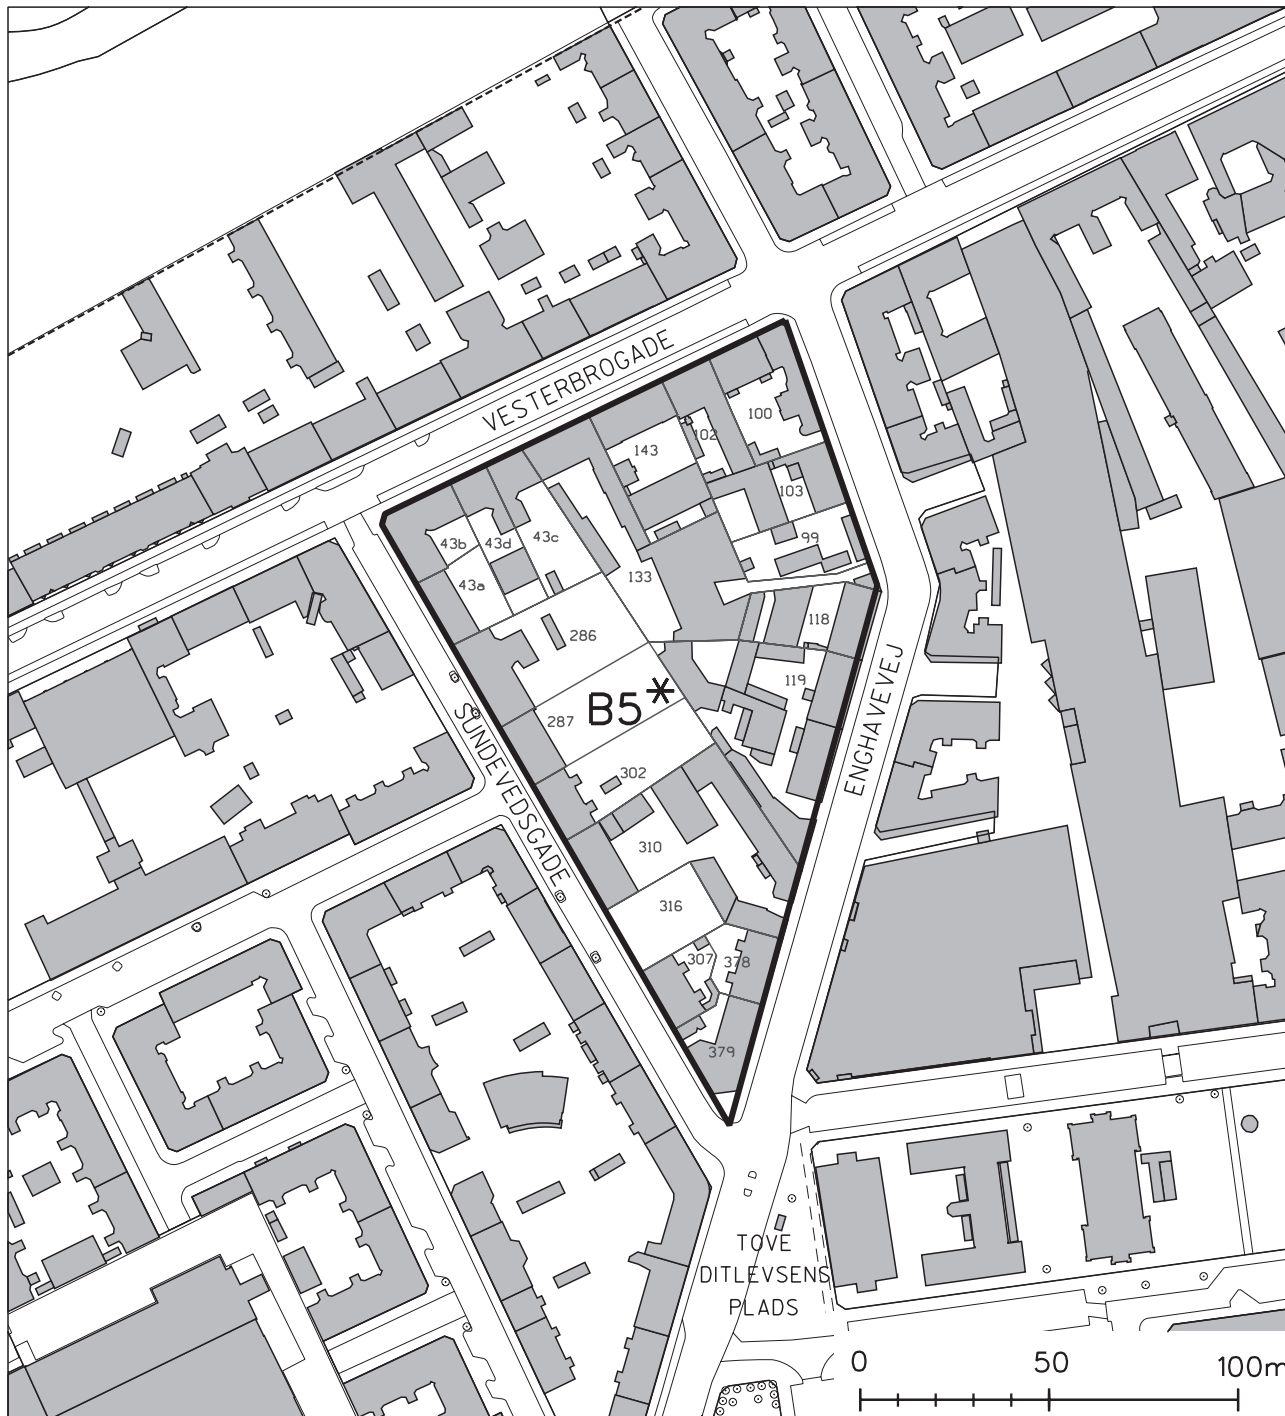 VESTERBROGADE
100
102
143
103
43b
43d
43c
99
133
43a
118
286
119
B5*
287
302
SUNDEVEDSGADE
ENGHAVEVEJ
310
316
307
378
379
TOVE
DITLEVSENS
PLADS
0 50 100m